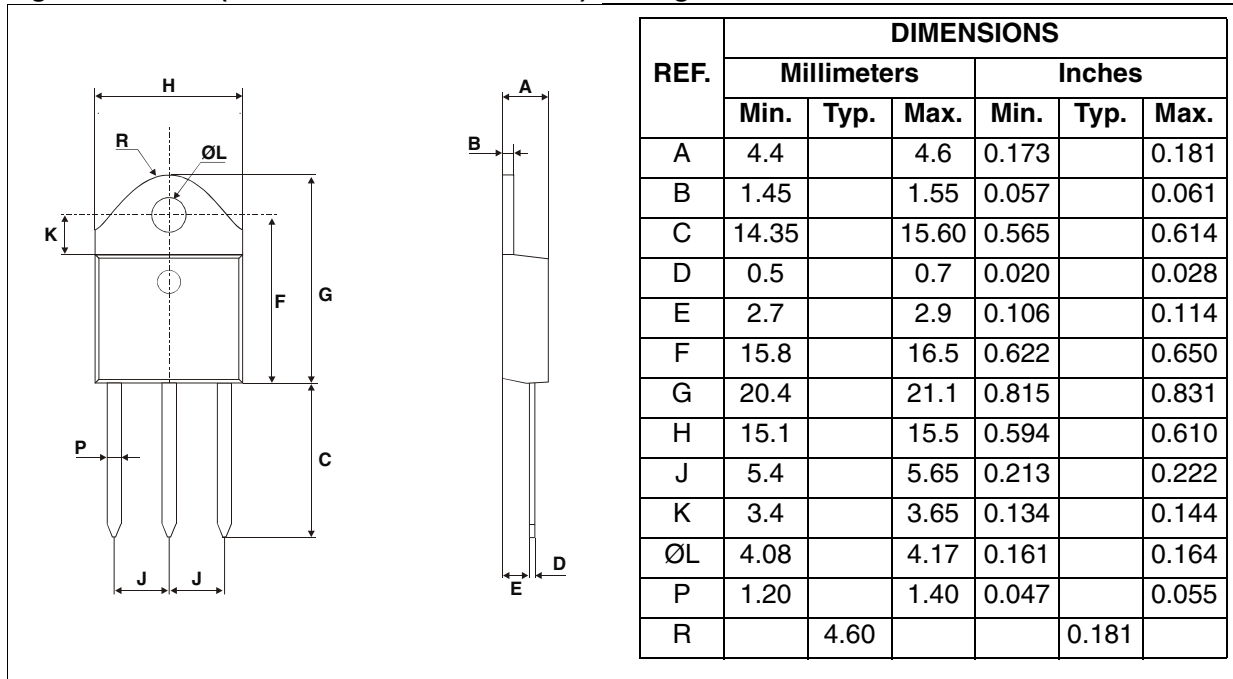 H
A
R
ØL
B
K
F
G
P
C
J
J
D
E
DIMENSIONS
REF. Millimeters Inches
Min. Typ. Max. Min. Typ. Max.
A 4.4 4.6 0.173 0.181
B 1.45 1.55 0.057 0.061
C 14.35 15.60 0.565 0.614
D 0.5 0.7 0.020 0.028
E 2.7 2.9 0.106 0.114
F 15.8 16.5 0.622 0.650
G 20.4 21.1 0.815 0.831
H 15.1 15.5 0.594 0.610
J 5.4 5.65 0.213 0.222
K 3.4 3.65 0.134 0.144
ØL 4.08 4.17 0.161 0.164
P 1.20 1.40 0.047 0.055
R 4.60 0.181